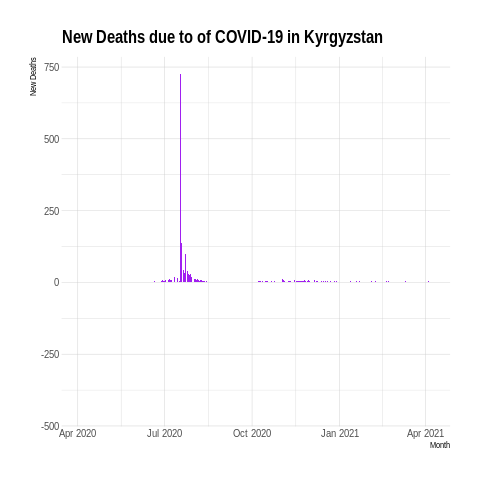 New Deaths due to of COVID-19 in Kyrgyzstan
New Deaths
750
500
250
0
-250
-500
Apr 2020 Jul 2020 Oct 2020 Jan 2021 Apr 2021
Month